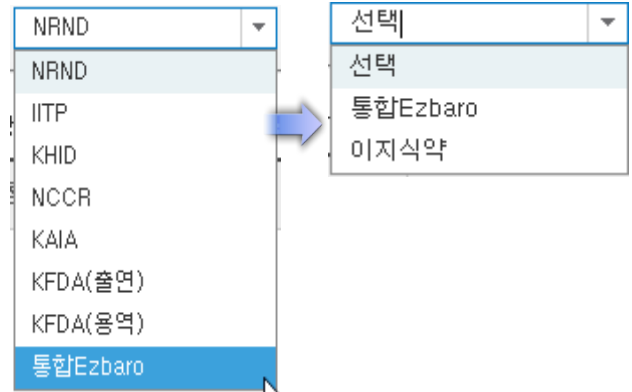 NRND
NRND
IITP
KHID
NCCR
KAIA
KFDA(출연)
KFDA(용역)
통합Ezbaro
선택
선택
통합Ezbaro
이지식약